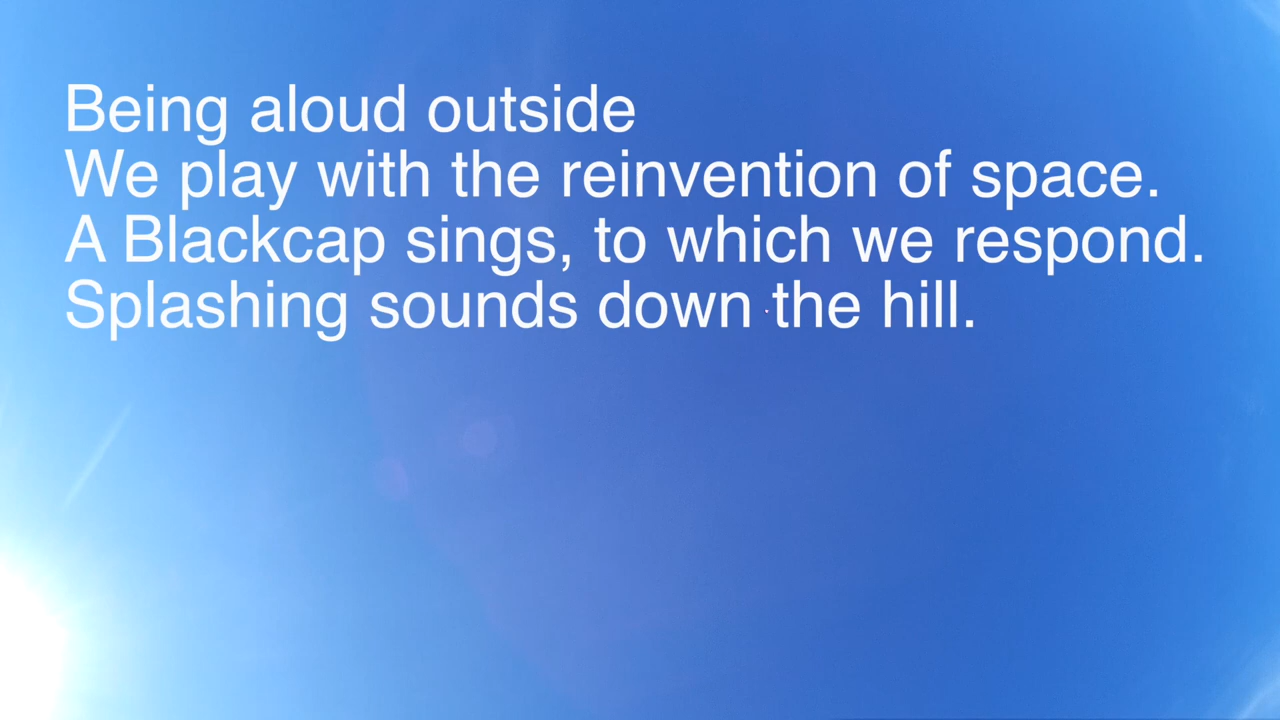 Being aloud outside
We play with the reinvention of space.
A Blackcap sings, to which we respond.
Splashing sounds down the hill.